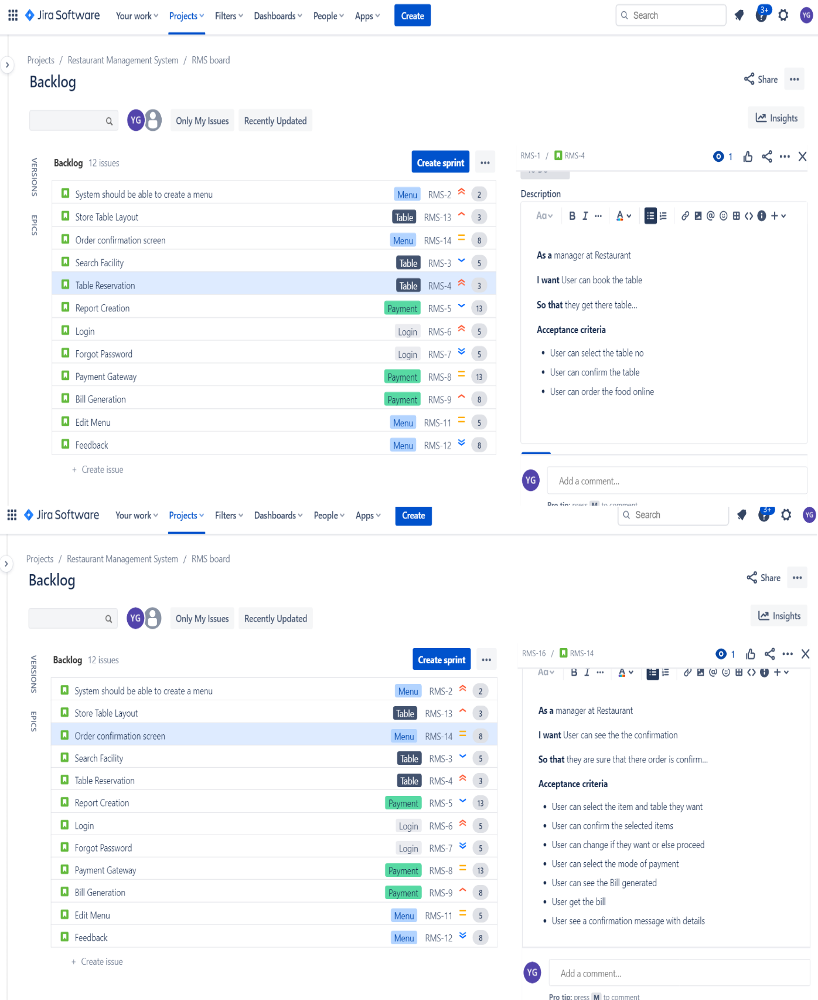 Jira Software Your work Projects Filters Dashboards People Apps Create Search 3+ YG
Projects / Restaurant Management System / RMS board
Backlog
Share
YG Only My Issues Recently Updated
Insights
VERSIONS
EPICS
Backlog 12 issues Create sprint
System should be able to create a menu Menu RMS-2 2
Store Table Layout Table RMS-13 3
Order confirmation screen Menu RMS-14 8
Search Facility Table RMS-3 5
Table Reservation Table RMS-4 3
Report Creation Payment RMS-5 13
Login Login RMS-6 5
Forgot Password Login RMS-7 5
Payment Gateway Payment RMS-8 13
Bill Generation Payment RMS-9 8
Edit Menu Menu RMS-11 5
Feedback Menu RMS-12 8
+ Create issue
RMS-1 / RMS-4 1
Description
Aa B I ... A
As a manager at Restaurant
I want User can book the table
So that they get there table...
Acceptance criteria
• User can select the table no
• User can confirm the table
• User can order the food online
YG Add a comment...
Pro tip: press M to comment
Jira Software Your work Projects Filters Dashboards People Apps Create Search 3+ YG
Projects / Restaurant Management System / RMS board
Backlog
Share
YG Only My Issues Recently Updated
Insights
VERSIONS
EPICS
Backlog 12 issues Create sprint
System should be able to create a menu Menu RMS-2 2
Store Table Layout Table RMS-13 3
Order confirmation screen Menu RMS-14 8
Search Facility Table RMS-3 5
Table Reservation Table RMS-4 3
Report Creation Payment RMS-5 13
Login Login RMS-6 5
Forgot Password Login RMS-7 5
Payment Gateway Payment RMS-8 13
Bill Generation Payment RMS-9 8
Edit Menu Menu RMS-11 5
Feedback Menu RMS-12 8
+ Create issue
RMS-16 / RMS-14 1
Aa B I ... A
As a manager at Restaurant
I want User can see the the confirmation
So that they are sure that there order is confirm...
Acceptance criteria
• User can select the item and table they want
• User can confirm the selected items
• User can change if they want or else proceed
• User can select the mode of payment
• User can see the Bill generated
• User get the bill
• User see a confirmation message with details
YG Add a comment...
Pro tip: press M to comment